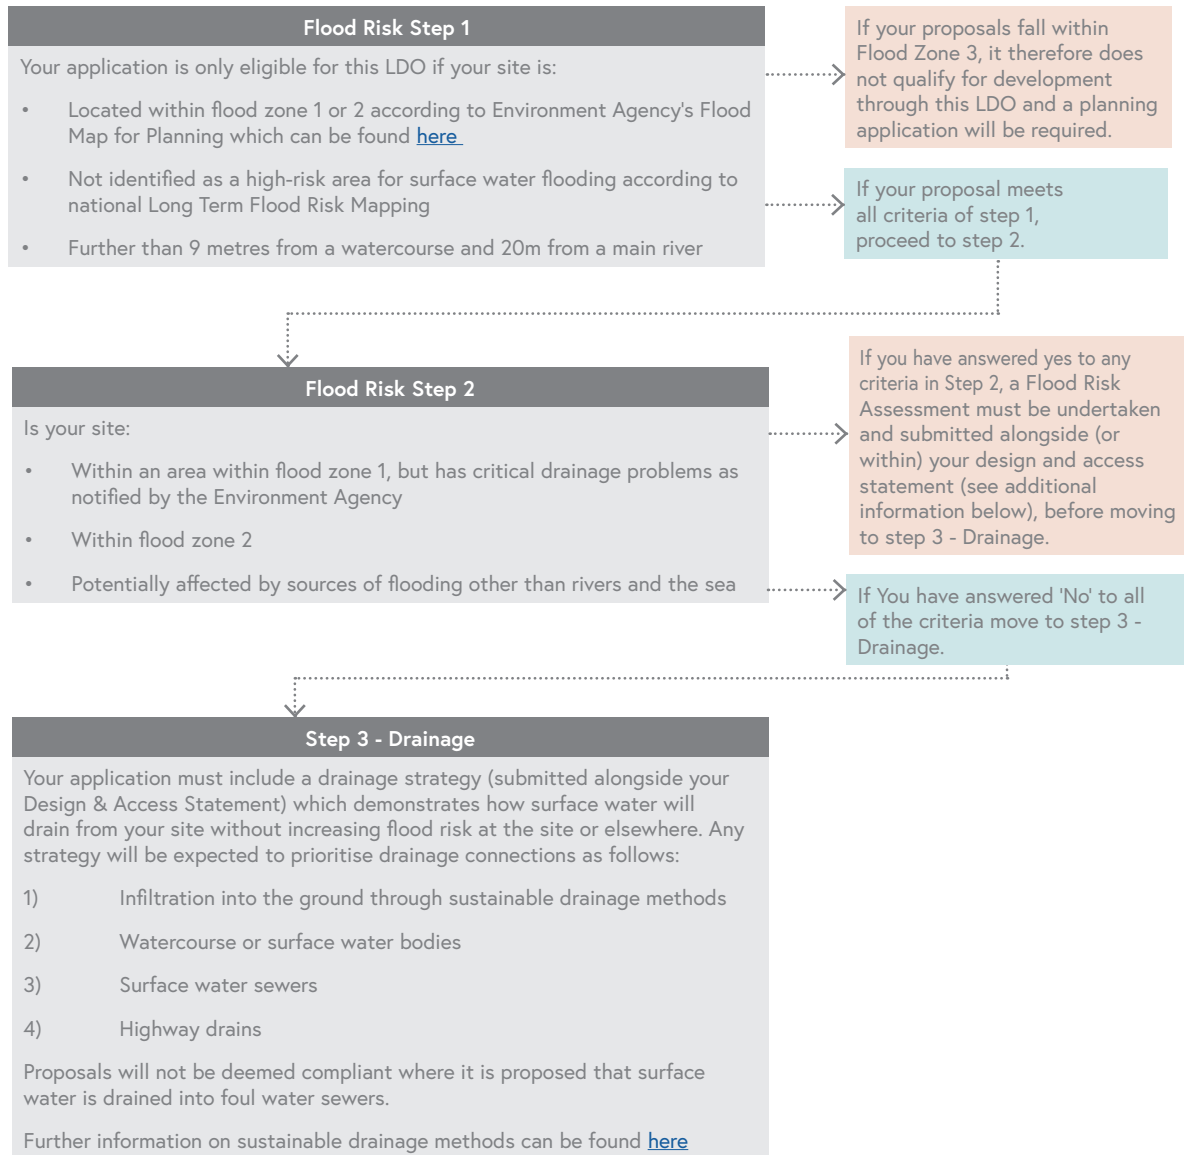 Flood Risk Step 1
Your application is only eligible for this LDO if your site is:
• Located within flood zone 1 or 2 according to Environment Agency's Flood
Map for Planning which can be found here
• Not identified as a high-risk area for surface water flooding according to
national Long Term Flood Risk Mapping
• Further than 9 metres from a watercourse and 20m from a main river
If your proposals fall within
Flood Zone 3, it therefore does
not qualify for development
through this LDO and a planning
application will be required.
If your proposal meets
all criteria of step 1,
proceed to step 2.
Flood Risk Step 2
Is your site:
• Within an area within flood zone 1, but has critical drainage problems as
notified by the Environment Agency
• Within flood zone 2
• Potentially affected by sources of flooding other than rivers and the sea
If you have answered yes to any
criteria in Step 2, a Flood Risk
Assessment must be undertaken
and submitted alongside (or
within) your design and access
statement (see additional
information below), before moving
to step 3 - Drainage.
If You have answered 'No' to all
of the criteria move to step 3 -
Drainage.
Step 3 - Drainage
Your application must include a drainage strategy (submitted alongside your
Design & Access Statement) which demonstrates how surface water will
drain from your site without increasing flood risk at the site or elsewhere. Any
strategy will be expected to prioritise drainage connections as follows:
1) Infiltration into the ground through sustainable drainage methods
2) Watercourse or surface water bodies
3) Surface water sewers
4) Highway drains
Proposals will not be deemed compliant where it is proposed that surface
water is drained into foul water sewers.
Further information on sustainable drainage methods can be found here